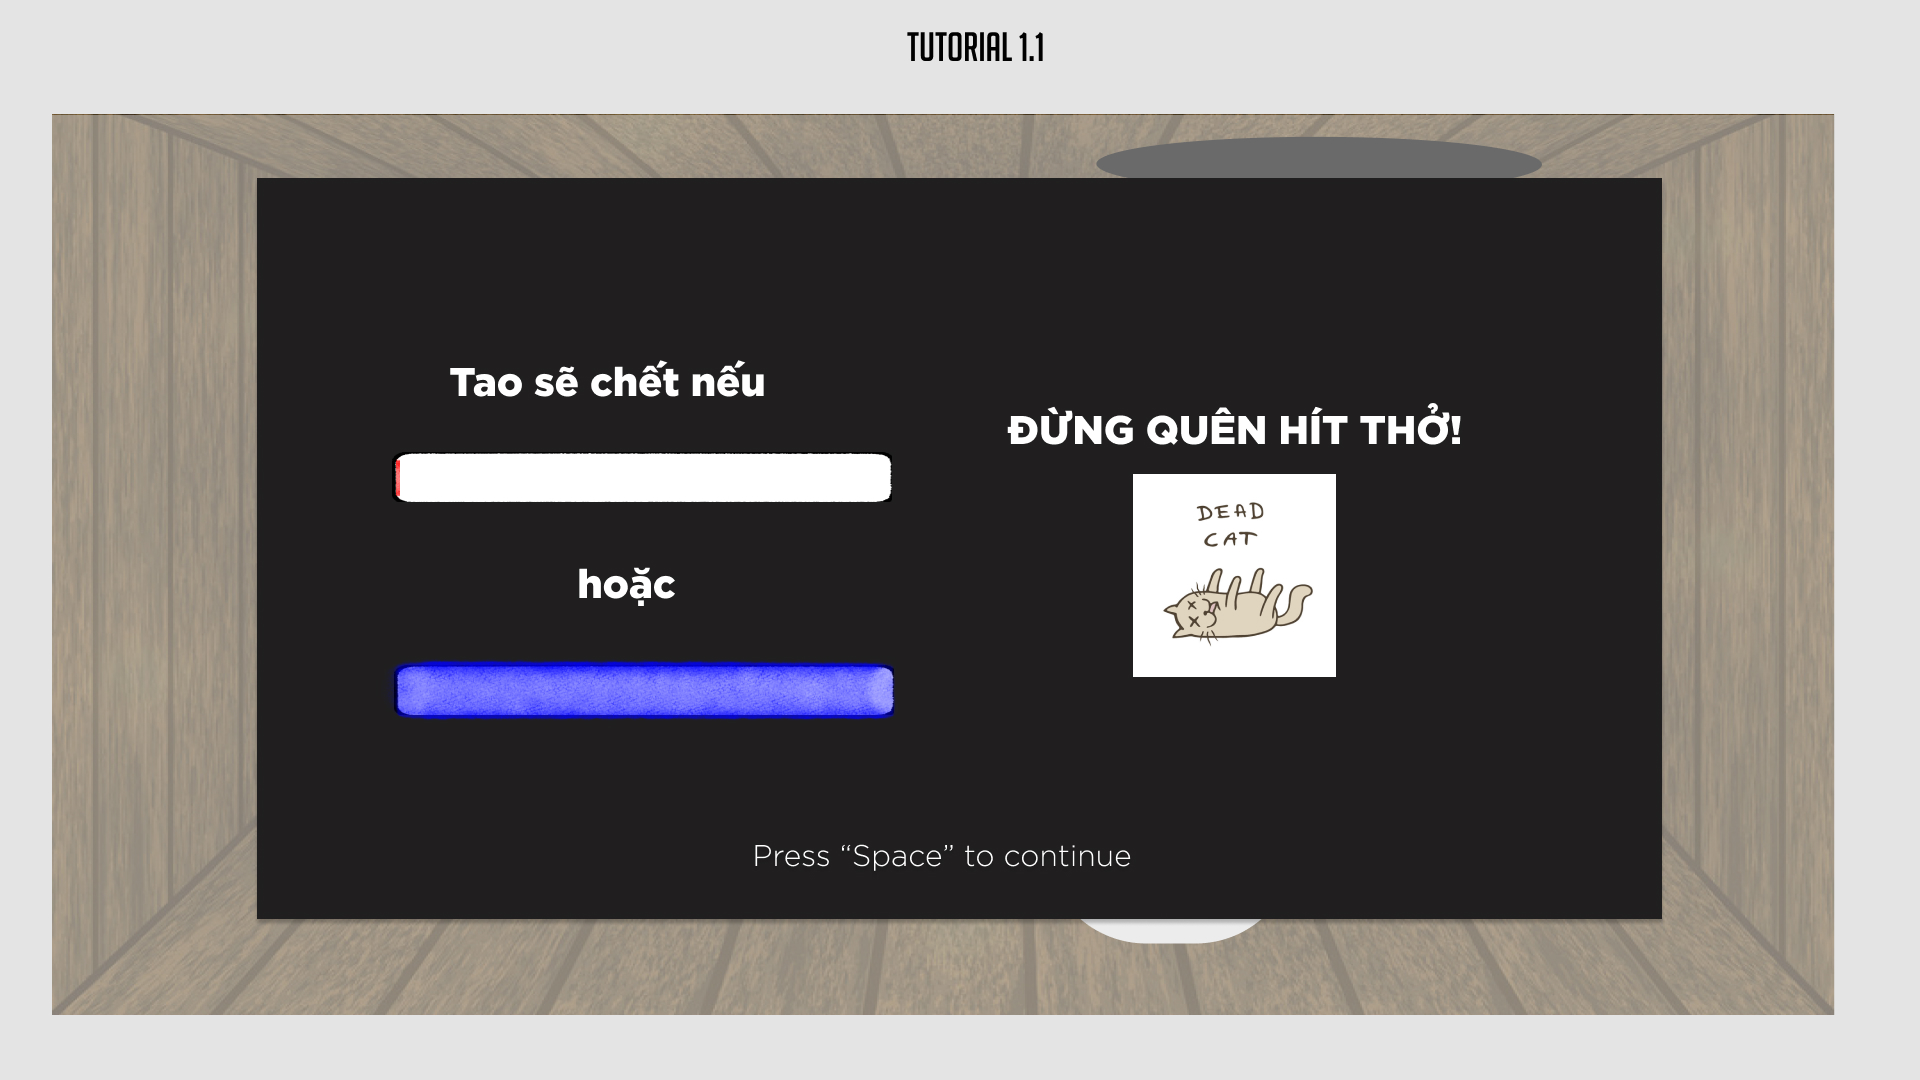 TUTORIAL 1.1
Tao sẽ chết nếu
hoặc
ĐỪNG QUÊN HÍT THỞ!
DEAD
CAT
Press “Space” to continue